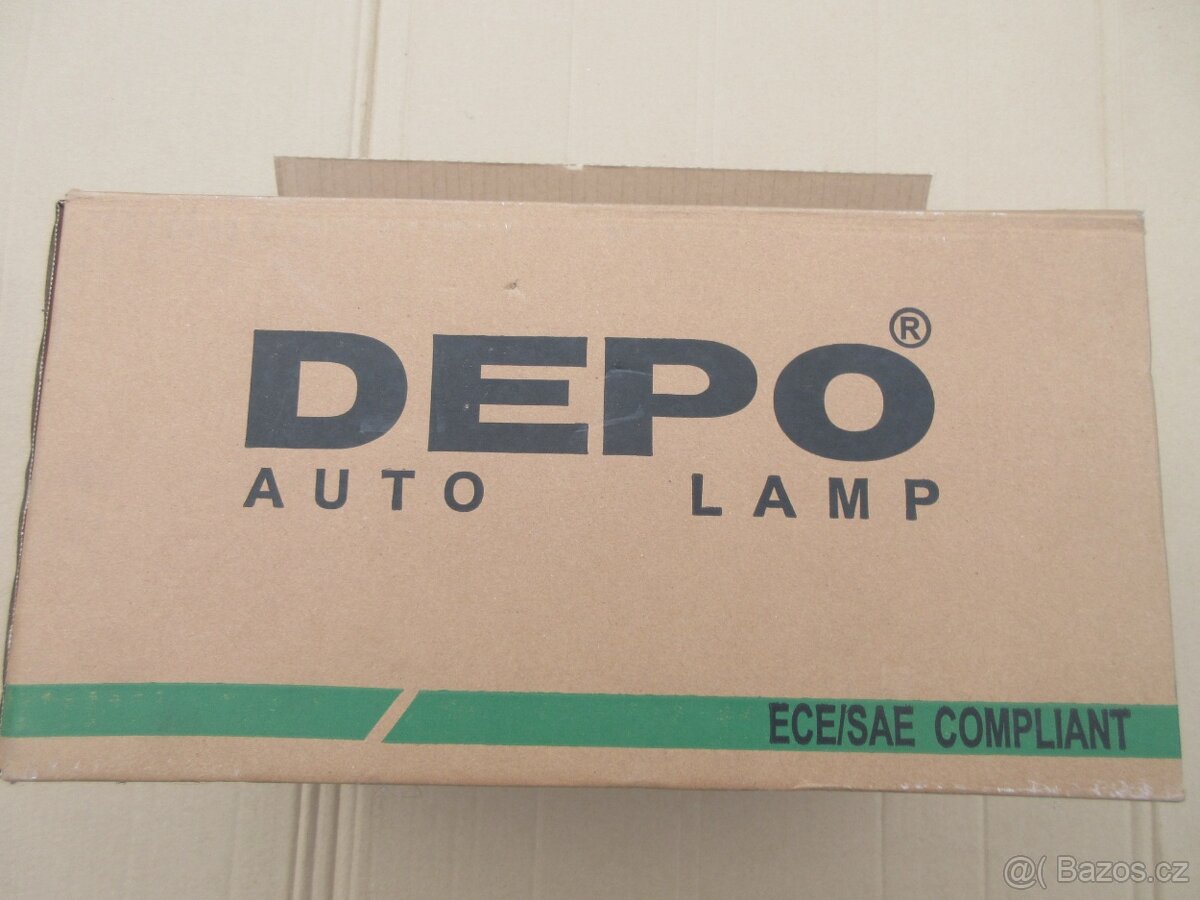 DEPO®
AUTO LAMP
ECE/SAE COMPLIANT
@( Bazos.cz